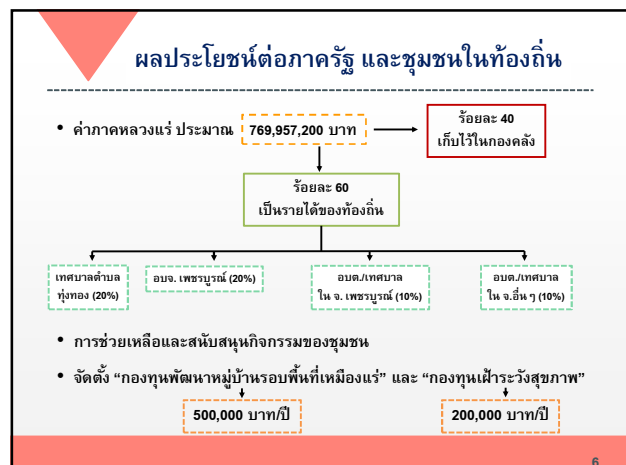 ผลประโยชน์ต่อภาครัฐ และชุมชนในท้องถิ่น
• ค่าภาคหลวงแร่ ประมาณ 769,957,200 บาท
ร้อยละ 40
เก็บไว้ในกองคลัง
ร้อยละ 60
เป็นรายได้ของท้องถิ่น
เทศบาลตำบล
ทุ่งทอง (20%)
อบจ. เพชรบูรณ์ (20%)
อบต./เทศบาล
ใน จ. เพชรบูรณ์ (10%)
อบต./เทศบาล
ใน จ.อื่น ๆ (10%)
• การช่วยเหลือและสนับสนุนกิจกรรมของชุมชน
• จัดตั้ง “กองทุนพัฒนาหมู่บ้านรอบพื้นที่เหมืองแร่” และ “กองทุนเฝ้าระวังสุขภาพ”
500,000 บาท/ปี
200,000 บาท/ปี
6